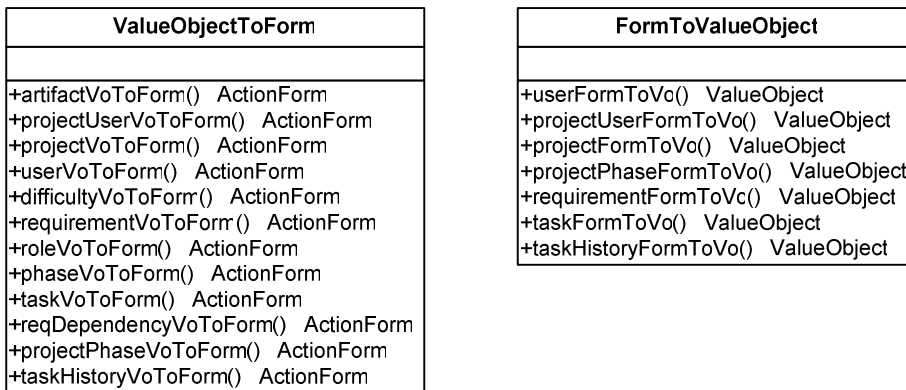 ValueObjectToForm
+artifactVoToForm() ActionForm
+projectUserVoToForm() ActionForm
+projectVoToForm() ActionForm
+userVoToForm() ActionForm
+difficultyVoToForm() ActionForm
+requirementVoToForm() ActionForm
+roleVoToForm() ActionForm
+phaseVoToForm() ActionForm
+taskVoToForm() ActionForm
+reqDependencyVoToForm() ActionForm
+projectPhaseVoToForm() ActionForm
+taskHistoryVoToForm() ActionForm
FormToValueObject
+userFormToVo() ValueObject
+projectUserFormToVo() ValueObject
+projectFormToVo() ValueObject
+projectPhaseFormToVo() ValueObject
+requirementFormToVo() ValueObject
+taskFormToVo() ValueObject
+taskHistoryFormToVo() ValueObject